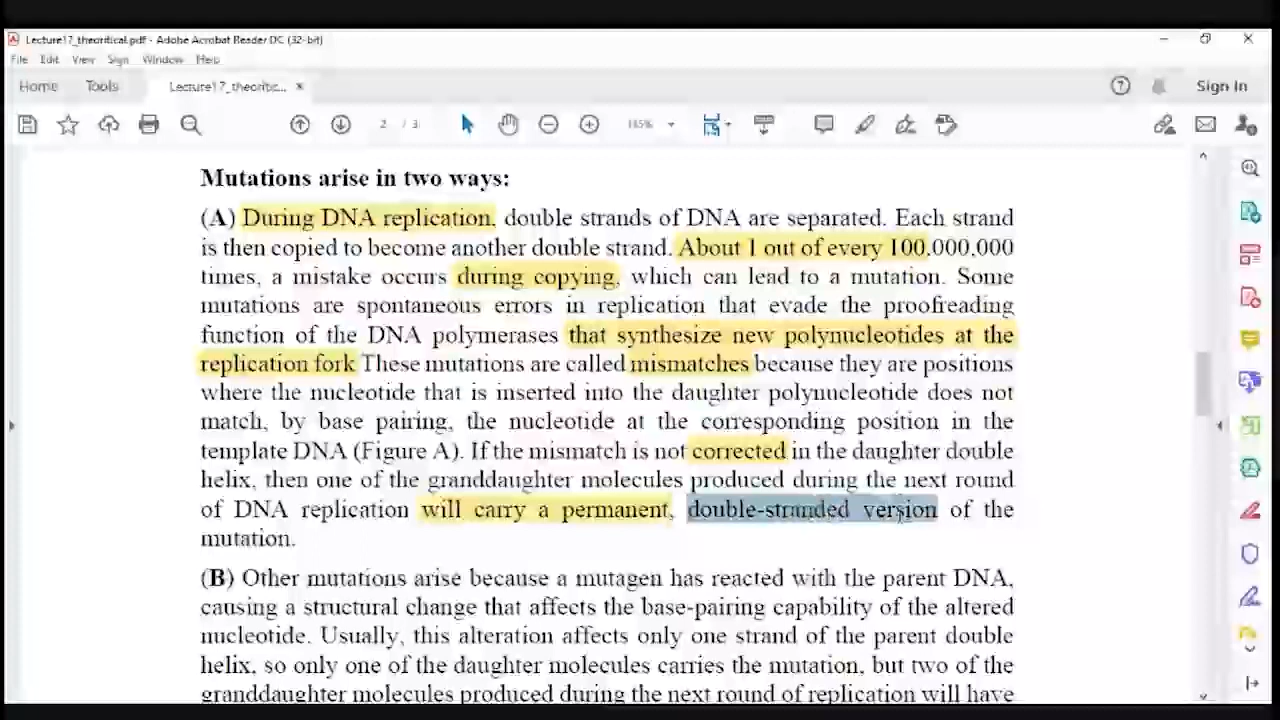 Lecture17_theoritical.pdf - Adobe Acrobat Reader DC (32-bit)
File Edit View Sign Window Help
Home Tools Lecture17_theoritic... × Sign In
2 / 3 185%
Mutations arise in two ways:
(A) During DNA replication, double strands of DNA are separated. Each strand
is then copied to become another double strand. About 1 out of every 100,000,000
times, a mistake occurs during copying, which can lead to a mutation. Some
mutations are spontaneous errors in replication that evade the proofreading
function of the DNA polymerases that synthesize new polynucleotides at the
replication fork These mutations are called mismatches because they are positions
where the nucleotide that is inserted into the daughter polynucleotide does not
match, by base pairing, the nucleotide at the corresponding position in the
template DNA (Figure A). If the mismatch is not corrected in the daughter double
helix, then one of the granddaughter molecules produced during the next round
of DNA replication will carry a permanent, double-stranded version of the
mutation.
(B) Other mutations arise because a mutagen has reacted with the parent DNA,
causing a structural change that affects the base-pairing capability of the altered
nucleotide. Usually, this alteration affects only one strand of the parent double
helix, so only one of the daughter molecules carries the mutation, but two of the
granddaughter molecules produced during the next round of replication will have